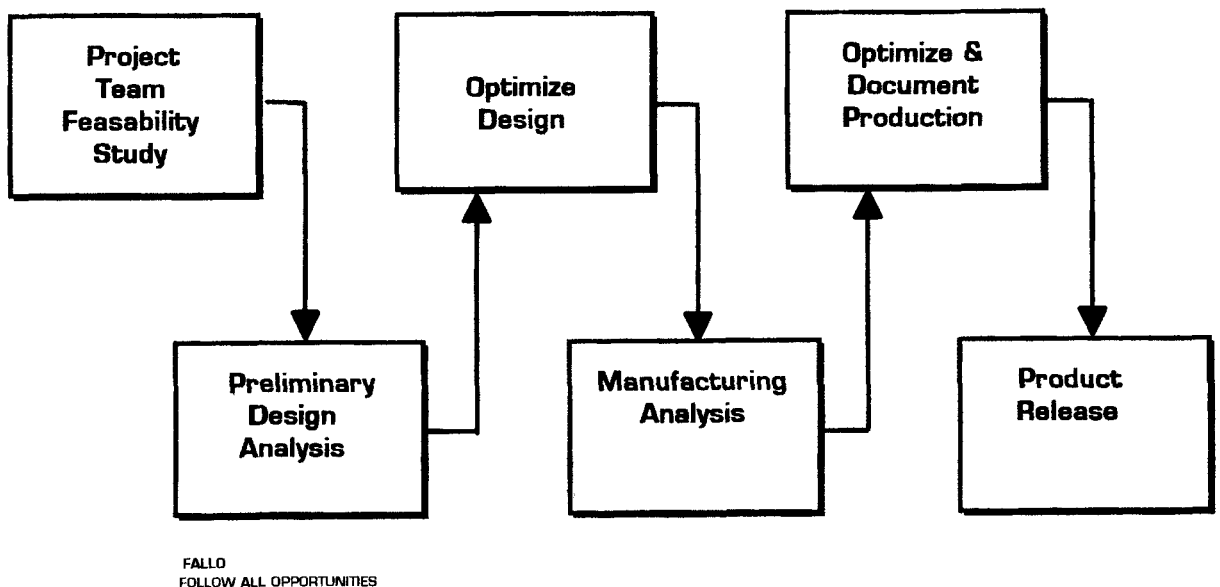 Project
Team
Feasability
Study
Preliminary
Design
Analysis
Optimize
Design
Manufacturing
Analysis
Optimize &
Document
Production
Product
Release
FALLO
FOLLOW ALL OPPORTUNITIES